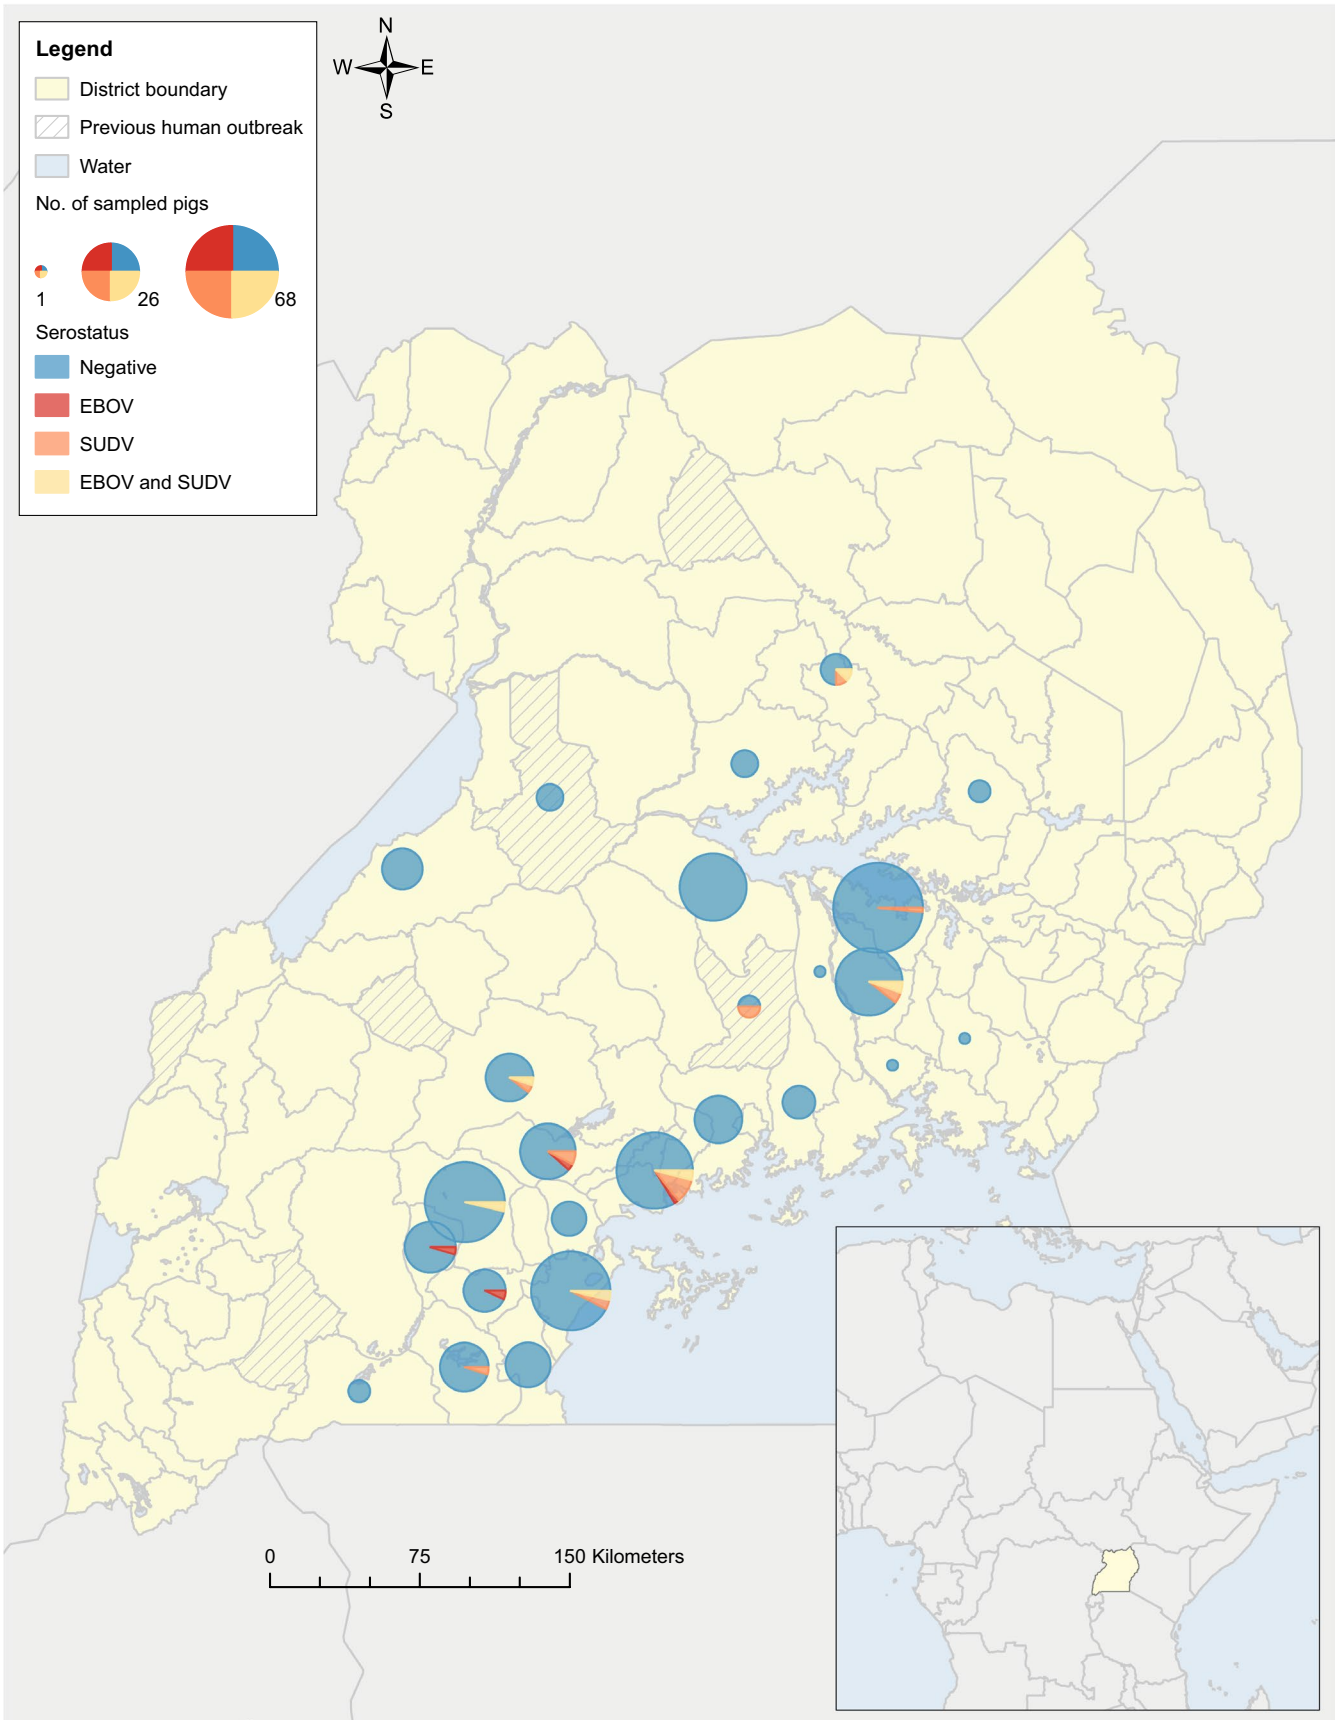 N
W E
S
Legend
District boundary
Previous human outbreak
Water
No. of sampled pigs
1 26 68
Serostatus
Negative
EBOV
SUDV
EBOV and SUDV
0 75 150 Kilometers